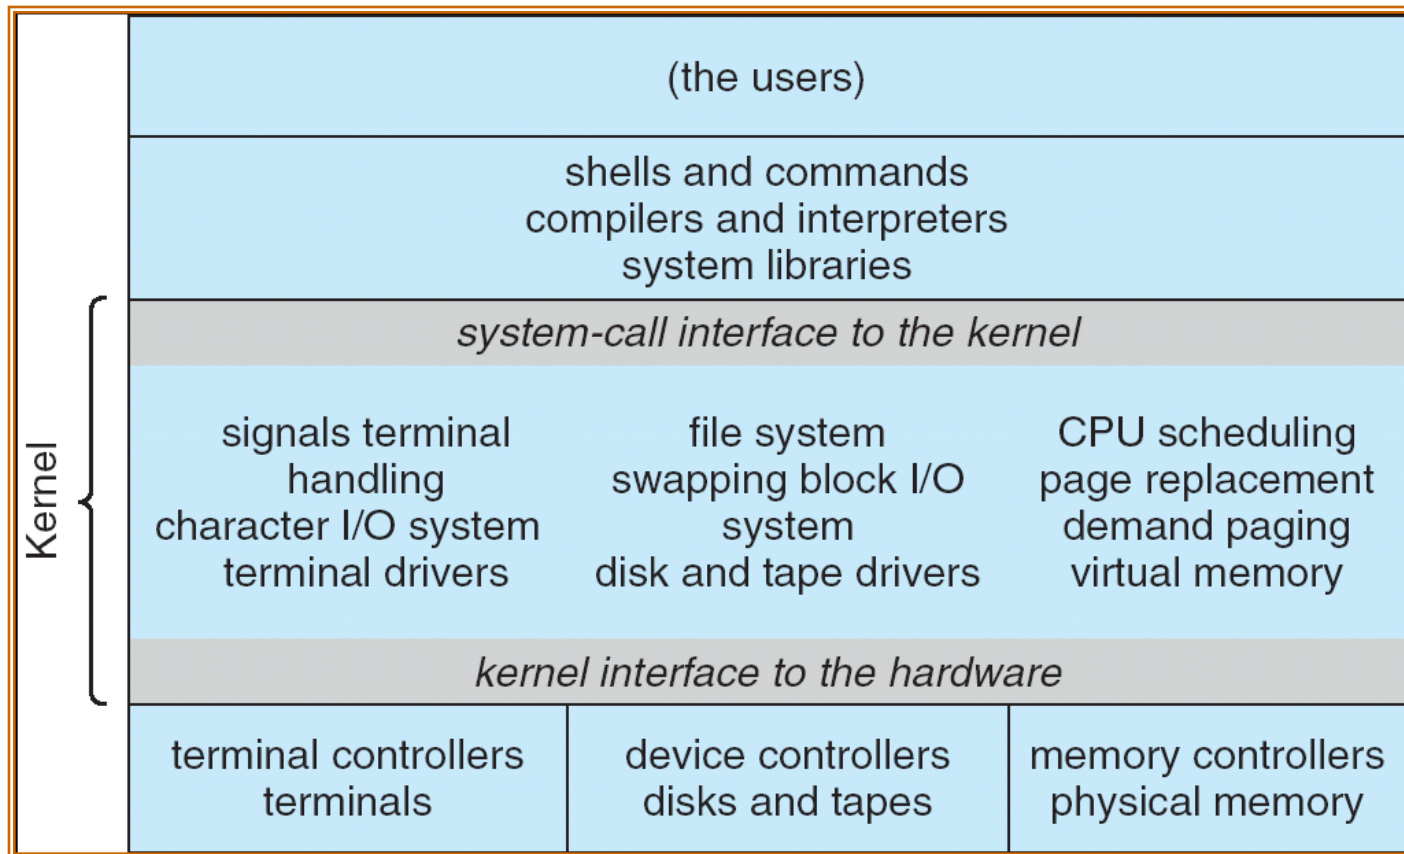 (the users)
shells and commands
compilers and interpreters
system libraries
Kernel
system-call interface to the kernel
signals terminal
handling
character I/O system
terminal drivers
file system
swapping block I/O
system
disk and tape drivers
CPU scheduling
page replacement
demand paging
virtual memory
kernel interface to the hardware
terminal controllers
terminals
device controllers
disks and tapes
memory controllers
physical memory